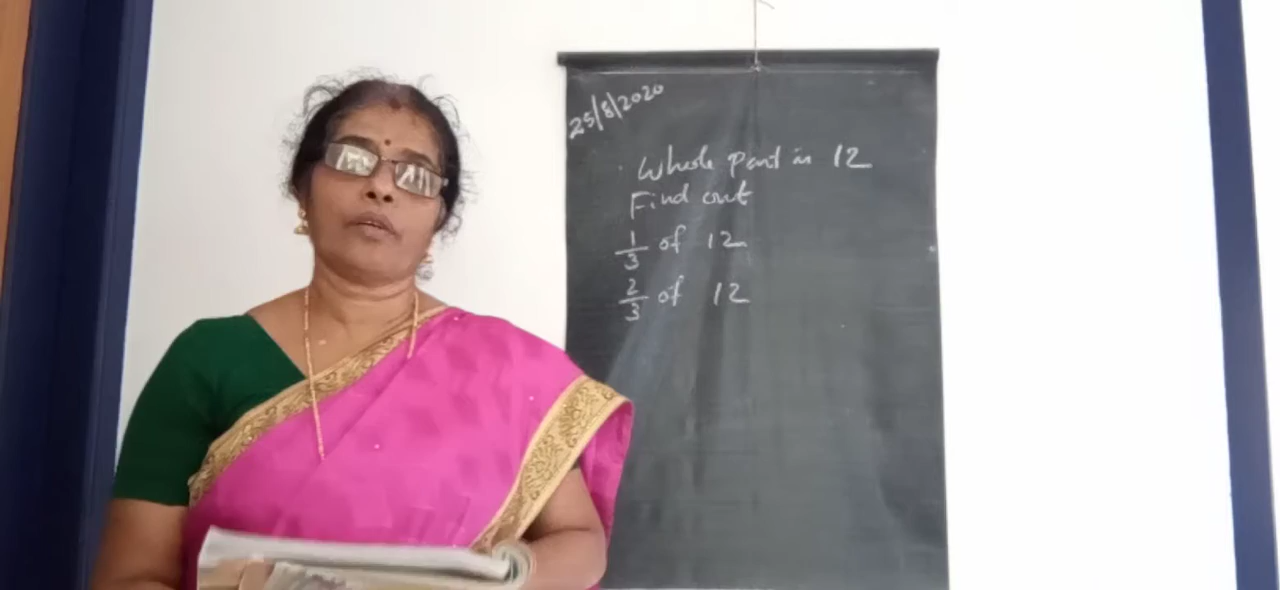 25/8/2020
Whole part is 12
Find out
1/3 of 12
2/3 of 12